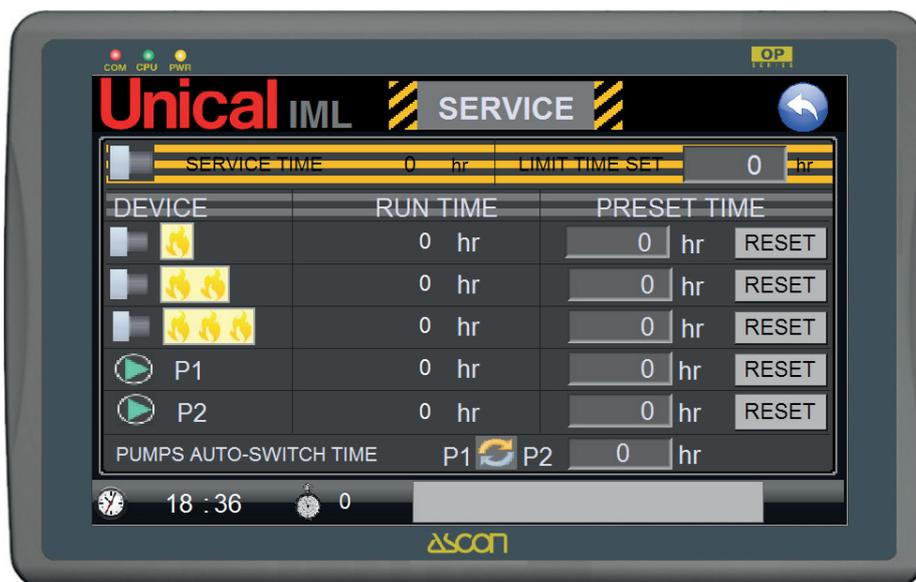 COM CPU PWR
OP
SERIES
Unical IML SERVICE
SERVICE TIME 0 hr LIMIT TIME SET 0 hr
DEVICE RUN TIME PRESET TIME
0 hr 0 hr RESET
0 hr 0 hr RESET
0 hr 0 hr RESET
P1 0 hr 0 hr RESET
P2 0 hr 0 hr RESET
PUMPS AUTO-SWITCH TIME P1 P2 0 hr
18 : 36 0
ASCON